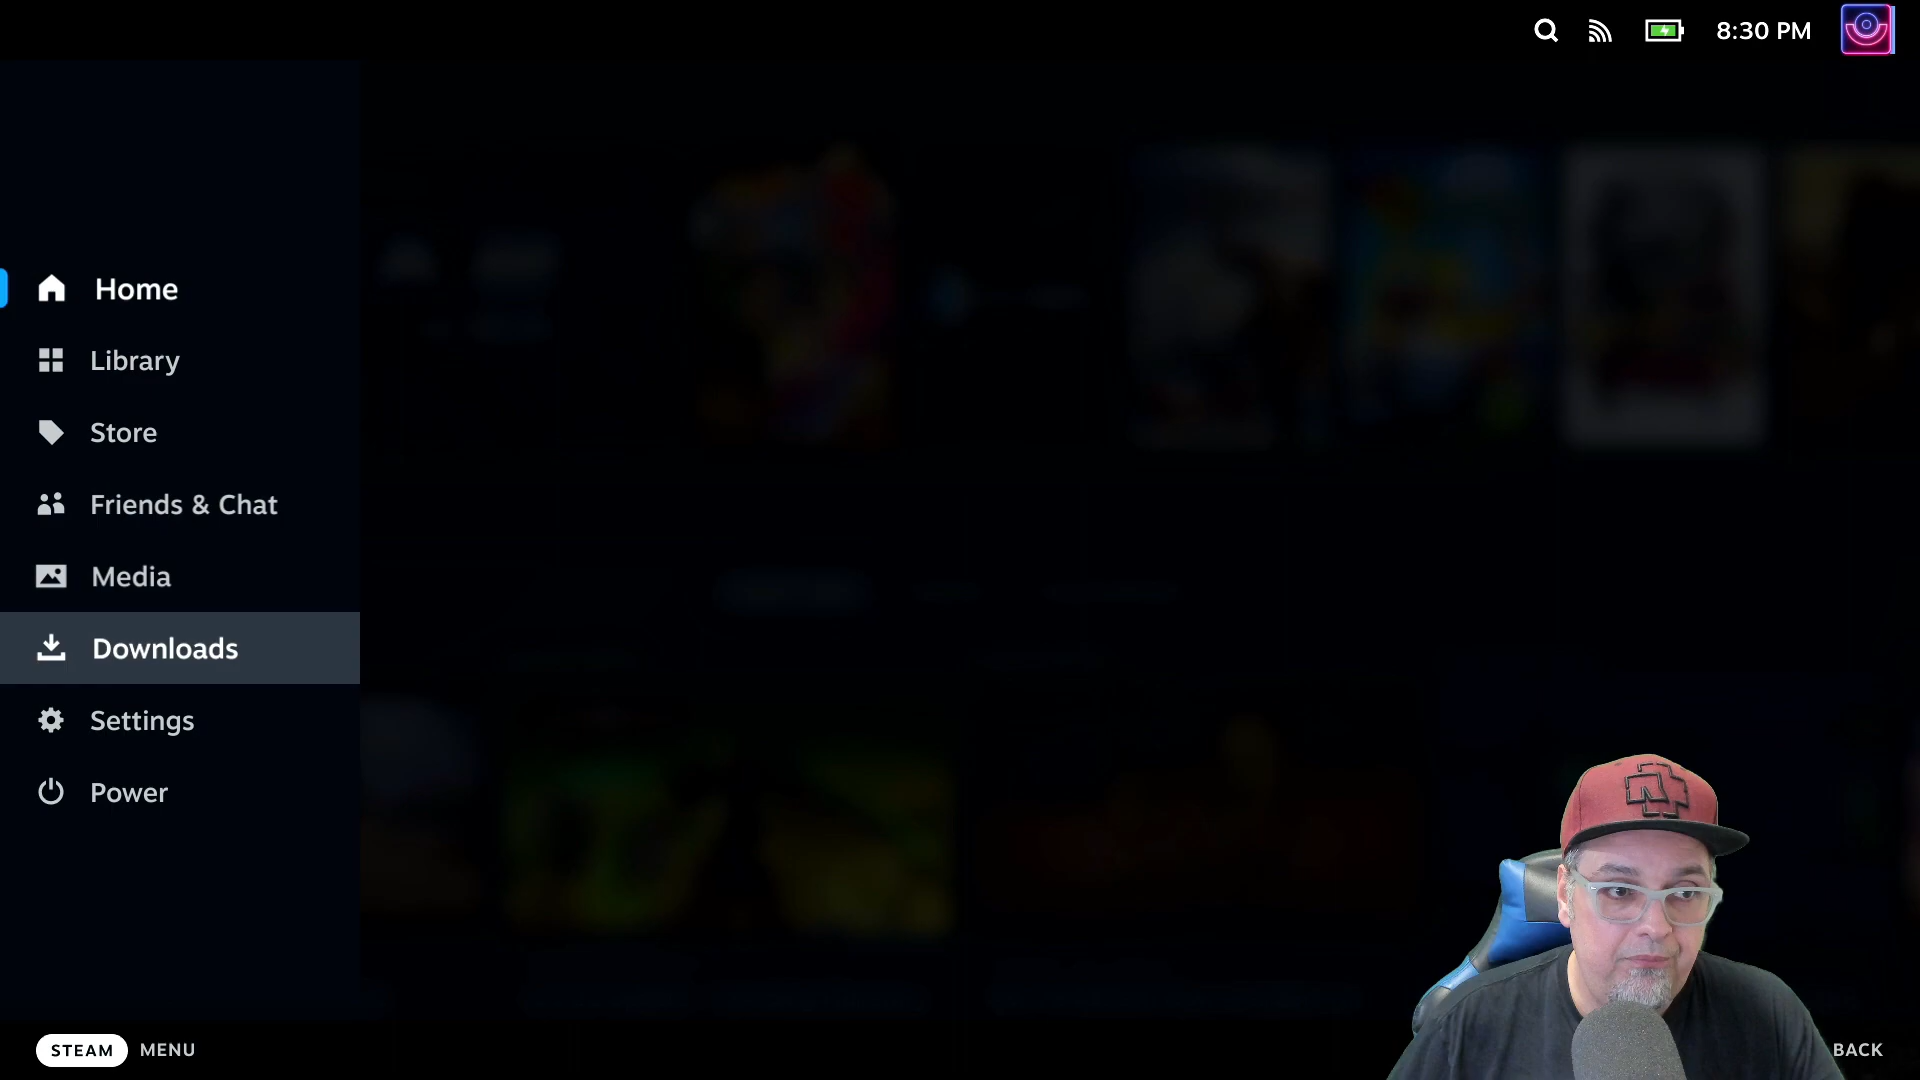 8:30 PM
Home
Library
Store
Friends & Chat
Media
Downloads
Settings
Power
STEAM MENU
BACK